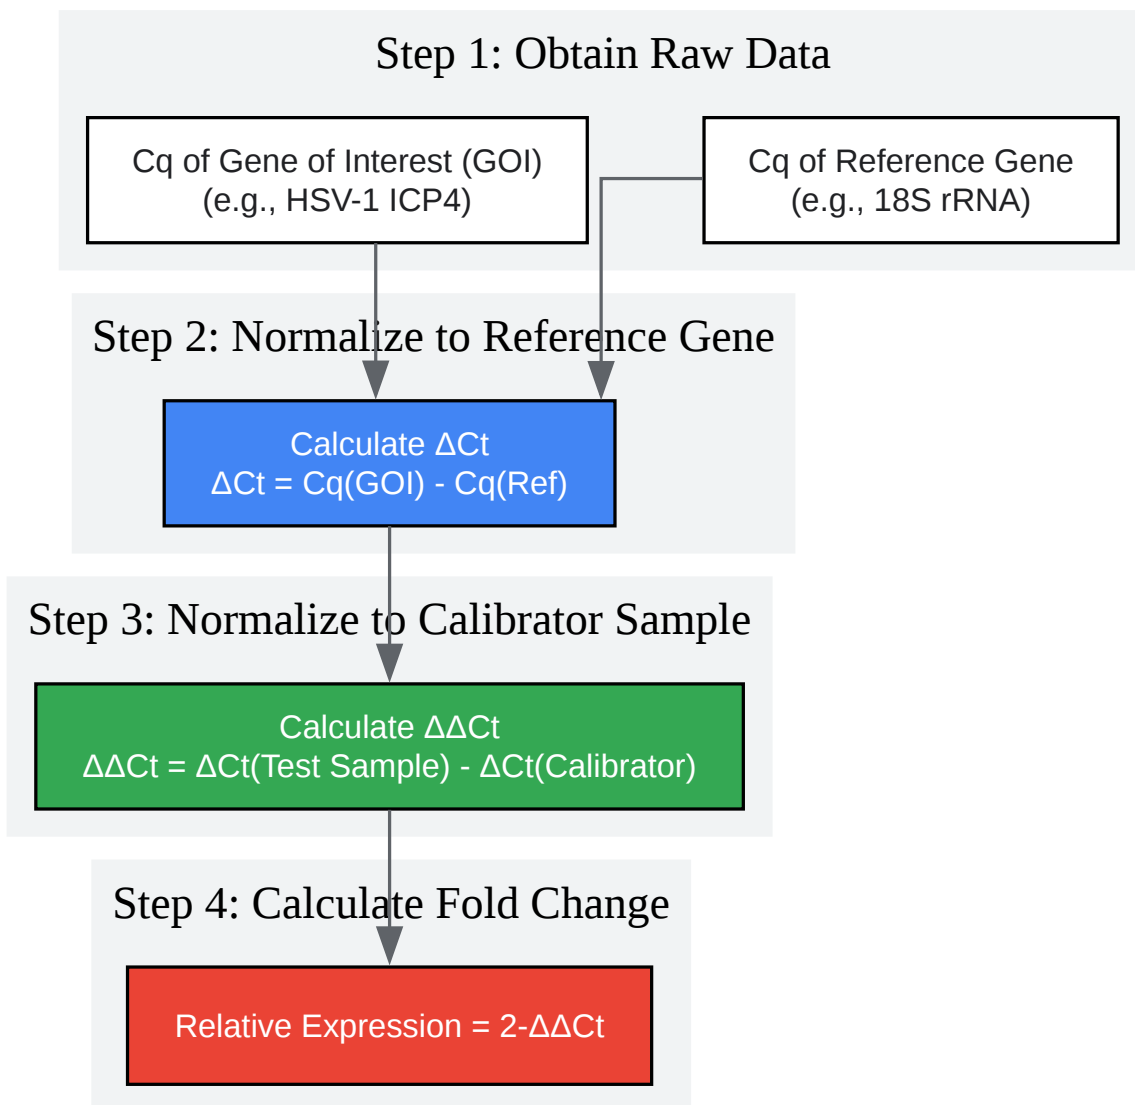 Step 1: Obtain Raw Data
Cq of Gene of Interest (GOI)
(e.g., HSV-1 ICP4)
Cq of Reference Gene
(e.g., 18S rRNA)
Step 2: Normalize to Reference Gene
Calculate ΔCt
ΔCt = Cq(GOI) - Cq(Ref)
Step 3: Normalize to Calibrator Sample
Calculate ΔΔCt
ΔΔCt = ΔCt(Test Sample) - ΔCt(Calibrator)
Step 4: Calculate Fold Change
Relative Expression = 2-ΔΔCt